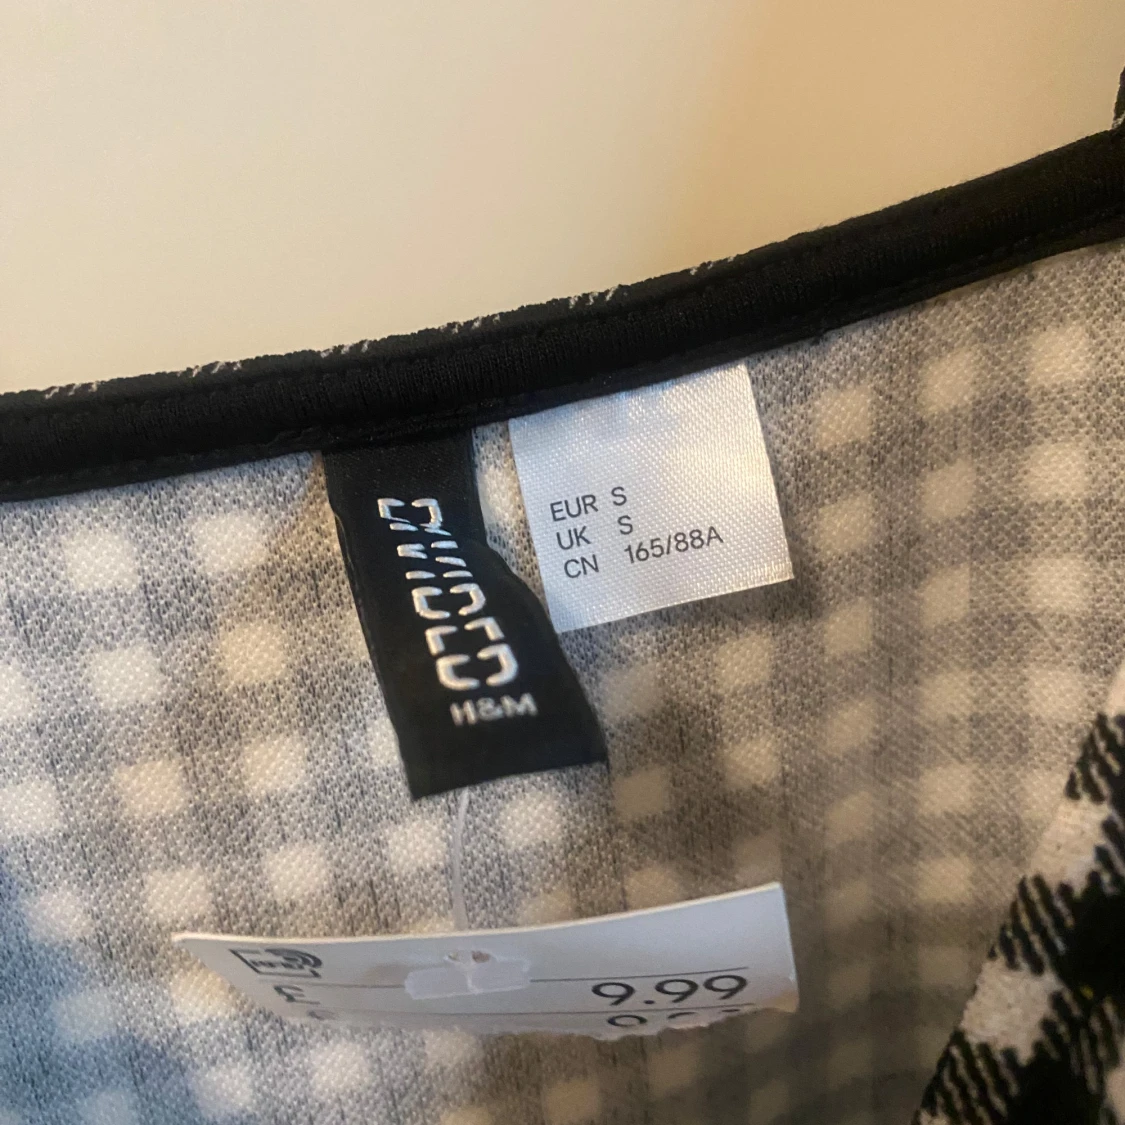 EUR S
UK S
CN 165/88A
DIVIDED
H&M
£ 9.99